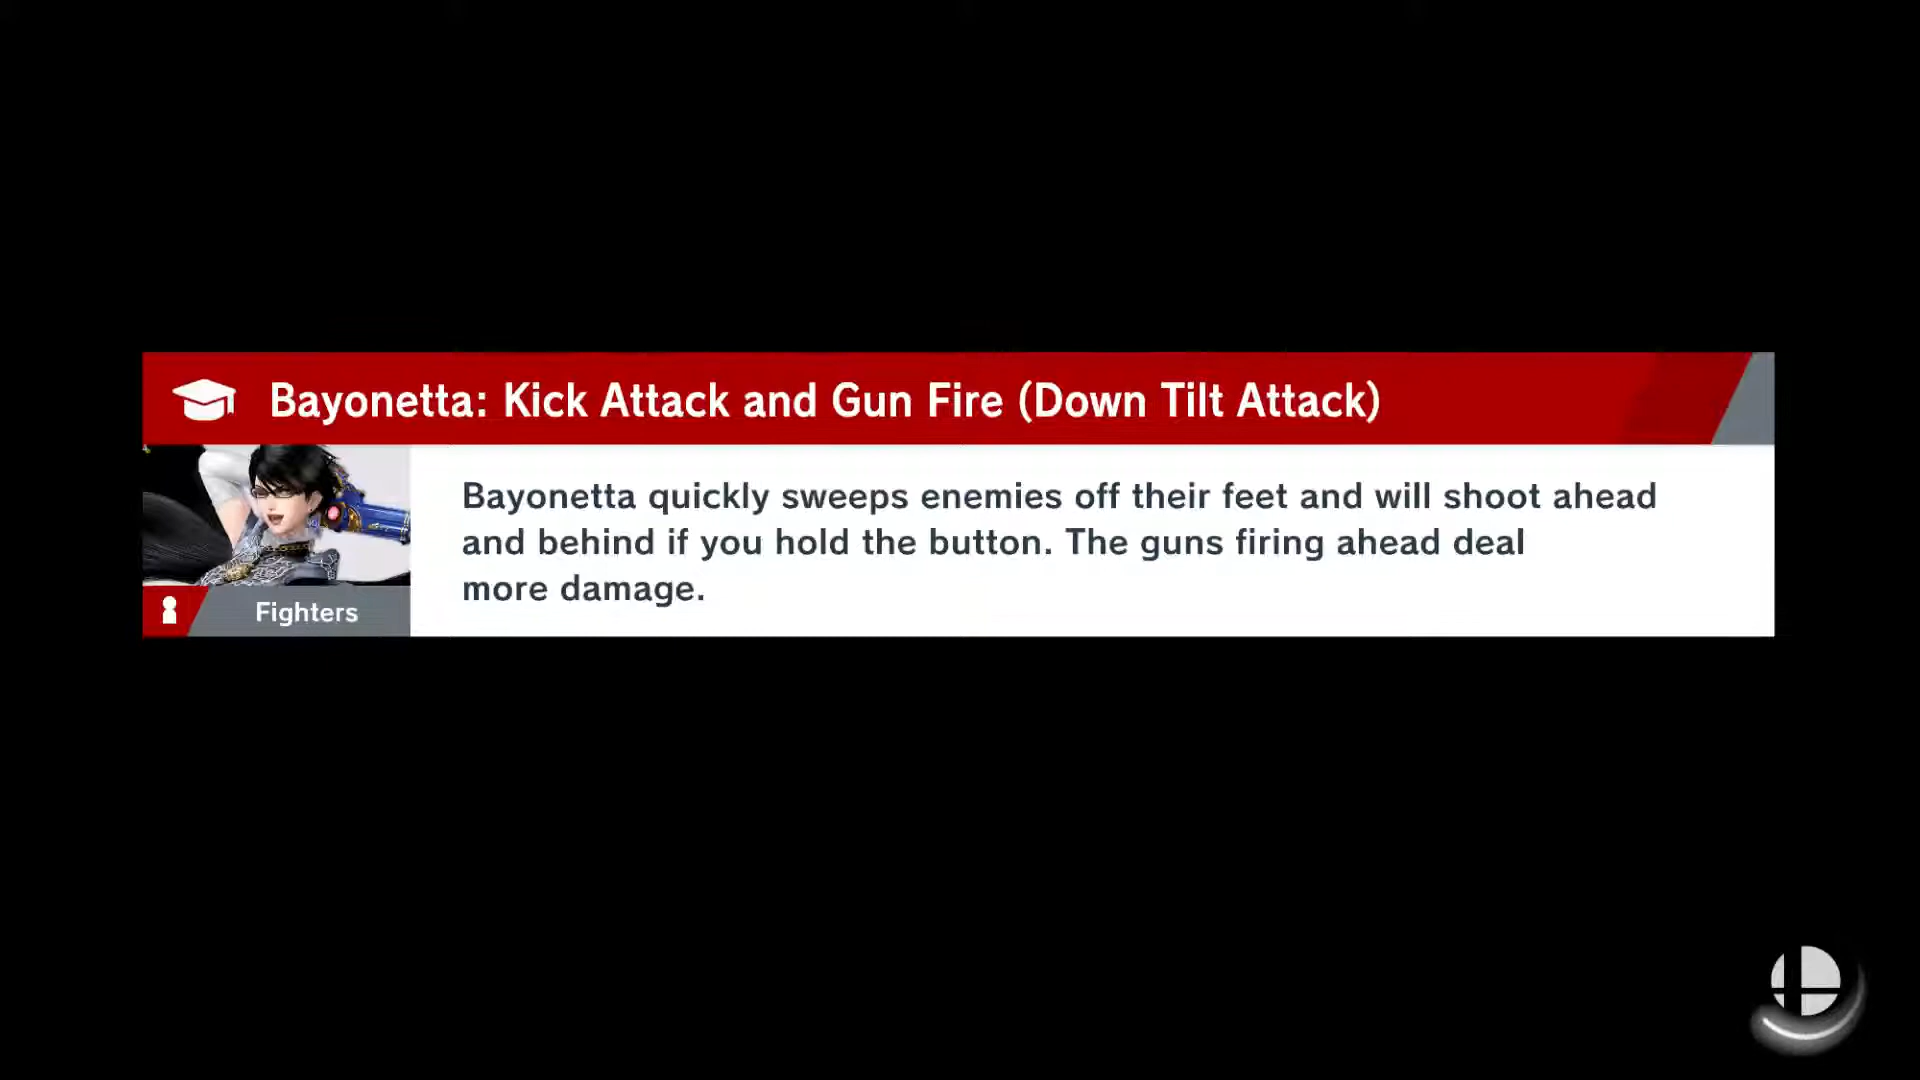 Bayonetta: Kick Attack and Gun Fire (Down Tilt Attack)
Bayonetta quickly sweeps enemies off their feet and will shoot ahead
and behind if you hold the button. The guns firing ahead deal
more damage.
Fighters